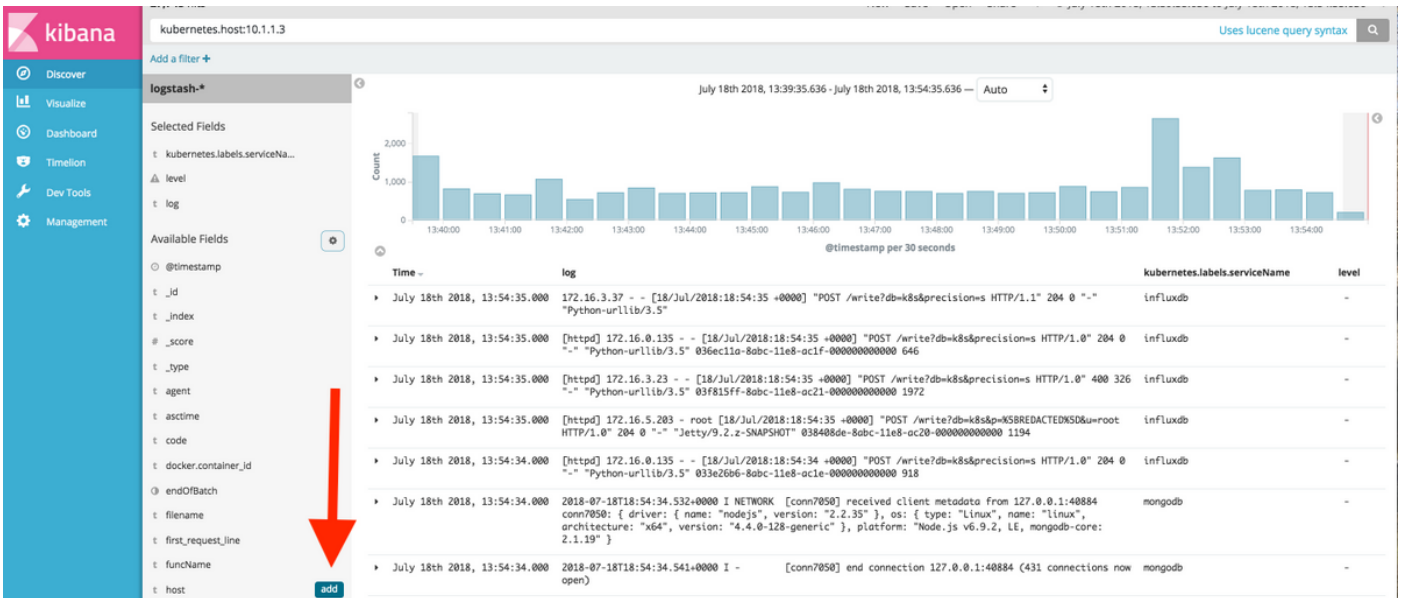 kibana
Discover
Visualize
Dashboard
Timelion
Dev Tools
Management
kubernetes.host:10.1.1.3
Uses lucene query syntax
Add a filter +
logstash-*
Selected Fields
t kubernetes.labels.serviceNa...
level
t log
Available Fields
@timestamp
t _id
t _index
# _score
t _type
t agent
t asctime
t code
t docker.container_id
endOfBatch
t filename
t first_request_line
t funcName
t host add
July 18th 2018, 13:39:35.636 - July 18th 2018, 13:54:35.636 — Auto
Count
2,000
1,000
0
13:40:00 13:41:00 13:42:00 13:43:00 13:44:00 13:45:00 13:46:00 13:47:00 13:48:00 13:49:00 13:50:00 13:51:00 13:52:00 13:53:00 13:54:00
@timestamp per 30 seconds
Time log kubernetes.labels.serviceName level
July 18th 2018, 13:54:35.000 172.16.3.37 - - [18/Jul/2018:18:54:35 +0000] "POST /write?db=k8s&precision=s HTTP/1.1" 204 0 "-" influxdb -
"Python-urllib/3.5"
July 18th 2018, 13:54:35.000 [httpd] 172.16.0.135 - - [18/Jul/2018:18:54:35 +0000] "POST /write?db=k8s&precision=s HTTP/1.0" 204 0 influxdb -
"-" "Python-urllib/3.5" 036ec11a-8abc-11e8-ac1f-000000000000 646
July 18th 2018, 13:54:35.000 [httpd] 172.16.3.23 - - [18/Jul/2018:18:54:35 +0000] "POST /write?db=k8s&precision=s HTTP/1.0" 400 326 influxdb -
"-" "Python-urllib/3.5" 03f815ff-8abc-11e8-ac21-000000000000 1972
July 18th 2018, 13:54:35.000 [httpd] 172.16.5.203 - root [18/Jul/2018:18:54:35 +0000] "POST /write?db=k8s&p=%5BREDACTED%5D&u=root influxdb -
HTTP/1.0" 204 0 "-" "Jetty/9.2.z-SNAPSHOT" 038408de-8abc-11e8-ac20-000000000000 1194
July 18th 2018, 13:54:34.000 [httpd] 172.16.0.135 - - [18/Jul/2018:18:54:34 +0000] "POST /write?db=k8s&precision=s HTTP/1.0" 204 0 influxdb -
"-" "Python-urllib/3.5" 033e26b6-8abc-11e8-ac1e-000000000000 918
July 18th 2018, 13:54:34.000 2018-07-18T18:54:34.532+0000 I NETWORK [conn7050] received client metadata from 127.0.0.1:40884 mongodb -
conn7050: { driver: { name: "nodejs", version: "2.2.35" }, os: { type: "Linux", name: "linux",
architecture: "x64", version: "4.4.0-128-generic" }, platform: "Node.js v6.9.2, LE, mongodb-core:
2.1.19" }
July 18th 2018, 13:54:34.000 2018-07-18T18:54:34.541+0000 I - [conn7050] end connection 127.0.0.1:40884 (431 connections now mongodb -
open)